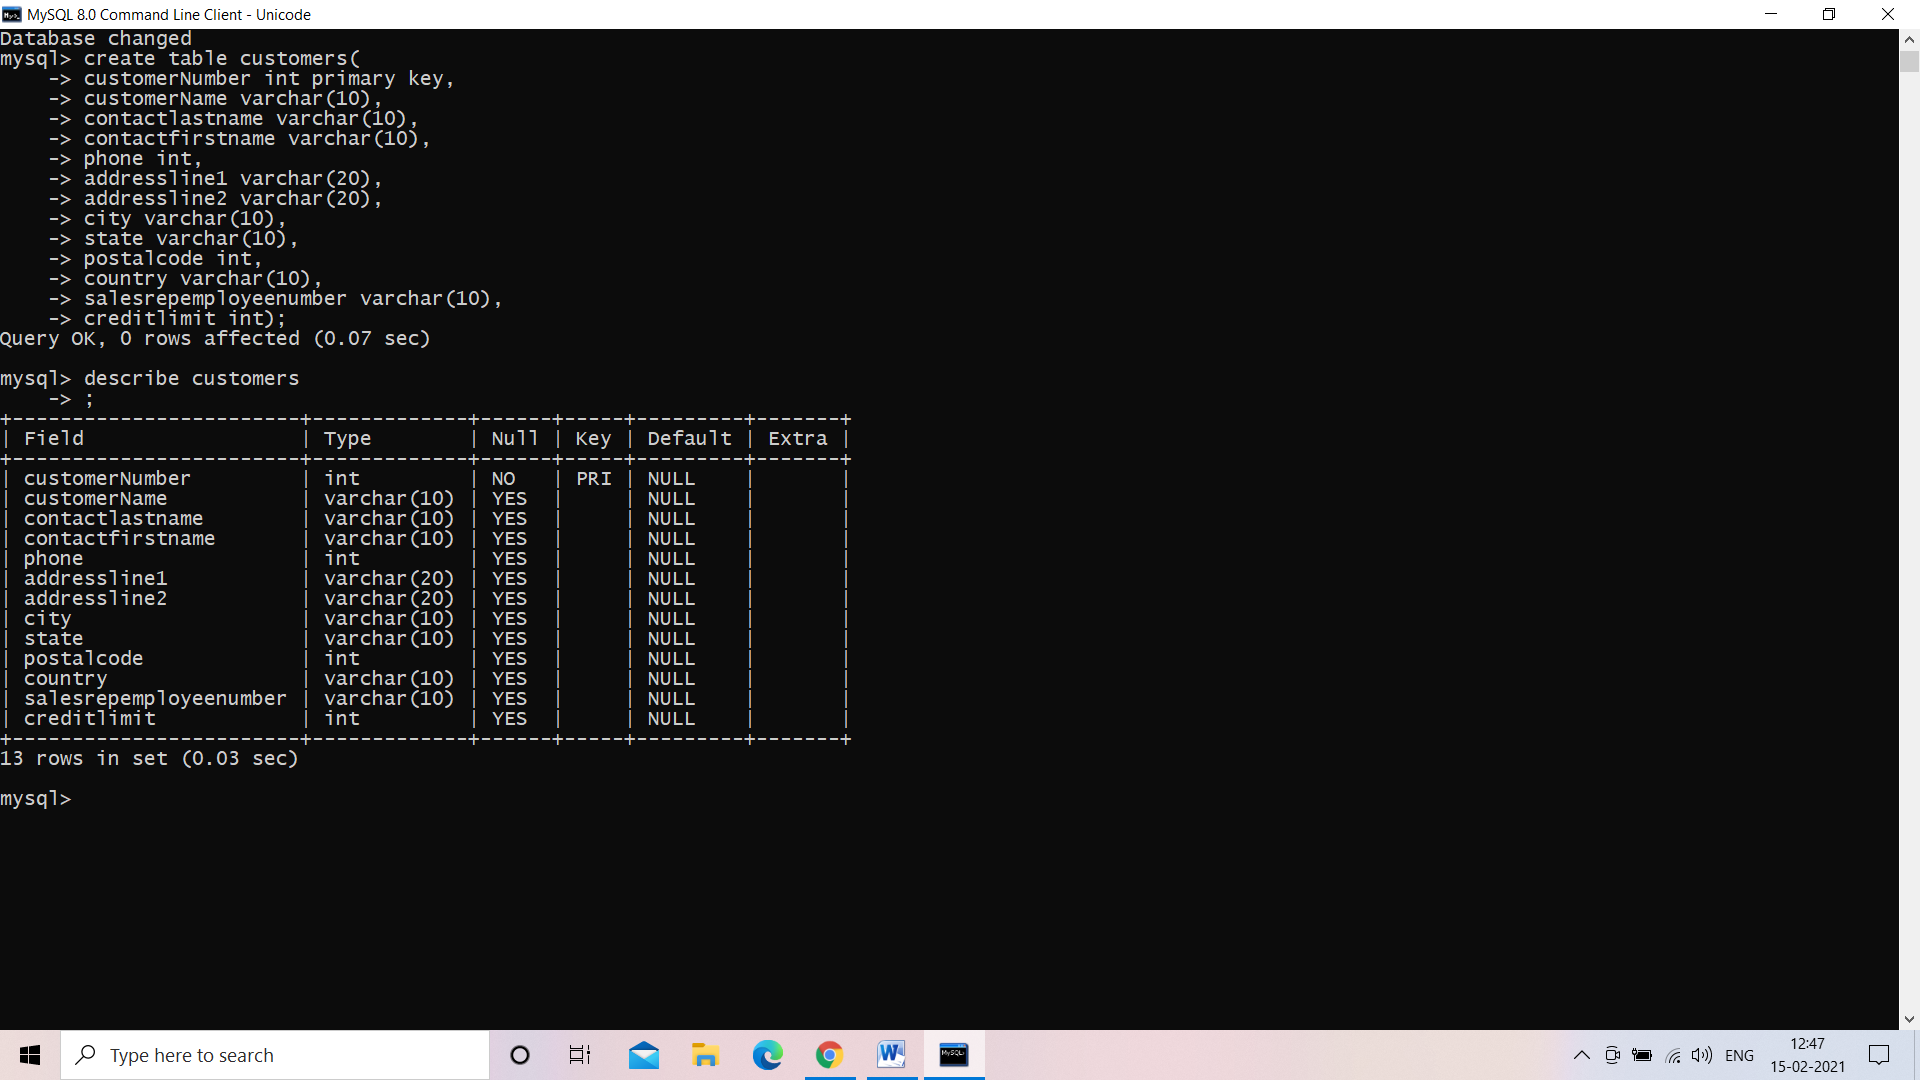 MySQL 8.0 Command Line Client - Unicode
Database changed
mysql> create table customers(
    -> customerNumber int primary key,
    -> customerName varchar(10),
    -> contactlastname varchar(10),
    -> contactfirstname varchar(10),
    -> phone int,
    -> addressline1 varchar(20),
    -> addressline2 varchar(20),
    -> city varchar(10),
    -> state varchar(10),
    -> postalcode int,
    -> country varchar(10),
    -> salesrepemployeenumber varchar(10),
    -> creditlimit int);
Query OK, 0 rows affected (0.07 sec)

mysql> describe customers
    -> ;
+------------------------+-------------+------+-----+---------+-------+
| Field                  | Type        | Null | Key | Default | Extra |
+------------------------+-------------+------+-----+---------+-------+
| customerNumber         | int         | NO   | PRI | NULL    |       |
| customerName           | varchar(10) | YES  |     | NULL    |       |
| contactlastname        | varchar(10) | YES  |     | NULL    |       |
| contactfirstname       | varchar(10) | YES  |     | NULL    |       |
| phone                  | int         | YES  |     | NULL    |       |
| addressline1           | varchar(20) | YES  |     | NULL    |       |
| addressline2           | varchar(20) | YES  |     | NULL    |       |
| city                   | varchar(10) | YES  |     | NULL    |       |
| state                  | varchar(10) | YES  |     | NULL    |       |
| postalcode             | int         | YES  |     | NULL    |       |
| country                | varchar(10) | YES  |     | NULL    |       |
| salesrepemployeenumber | varchar(10) | YES  |     | NULL    |       |
| creditlimit            | int         | YES  |     | NULL    |       |
+------------------------+-------------+------+-----+---------+-------+
13 rows in set (0.03 sec)

mysql>
Type here to search
ENG
12:47
15-02-2021